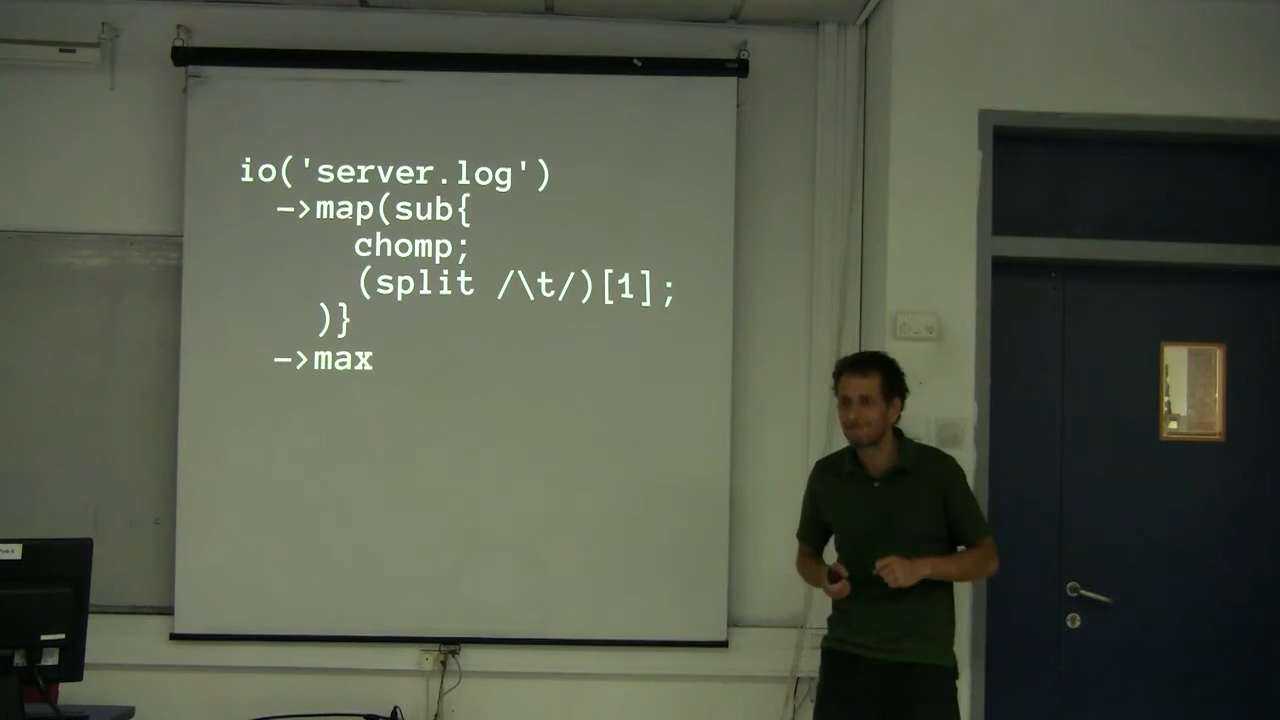 io('server.log')
->map(sub{
chomp;
(split /\t/)[1];
)}
->max